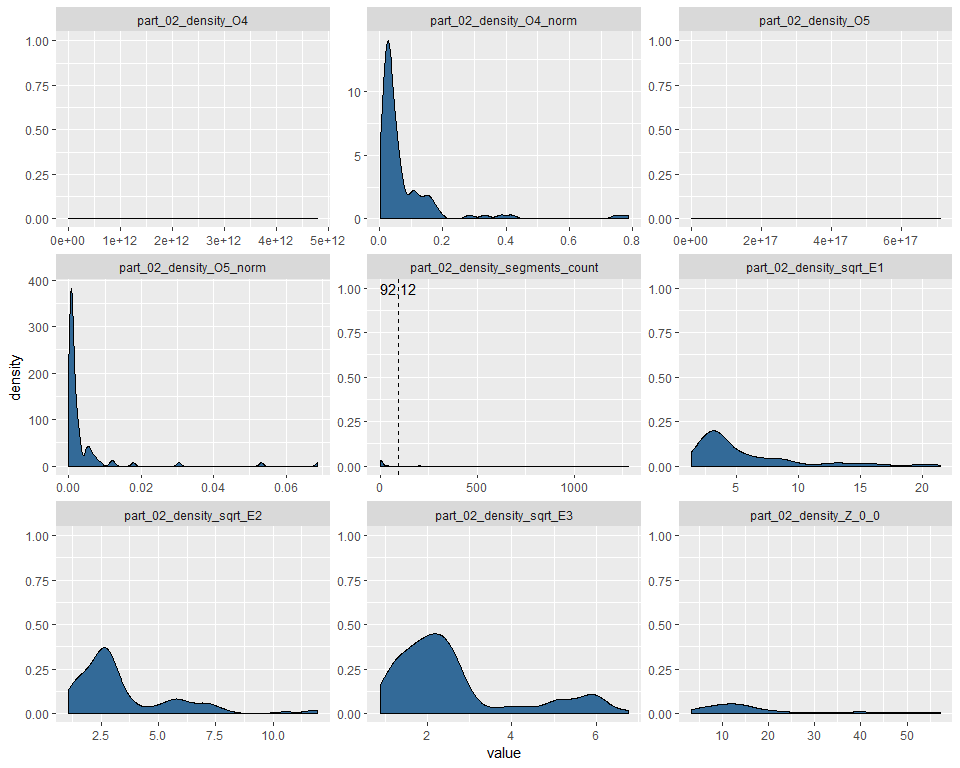 part_02_density_O4 part_02_density_O4_norm part_02_density_O5
1.00 1.00
0.75 10 0.75
0.50 0.50
0.25 5 0.25
0.00 0 0.00
0e+00 1e+12 2e+12 3e+12 4e+12 5e+12 0.0 0.2 0.4 0.6 0.8 0e+00 2e+17 4e+17 6e+17
part_02_density_O5_norm part_02_density_segments_count part_02_density_sqrt_E1
400 1.00 92 12 1.00
300 0.75 0.75
200 0.50 0.50
100 0.25 0.25
0 0.00 0.00
0.00 0.02 0.04 0.06 0 500 1000 5 10 15 20
density
part_02_density_sqrt_E2 part_02_density_sqrt_E3 part_02_density_Z_0_0
1.00 1.00 1.00
0.75 0.75 0.75
0.50 0.50 0.50
0.25 0.25 0.25
0.00 0.00 0.00
2.5 5.0 7.5 10.0 2 4 6 10 20 30 40 50
value